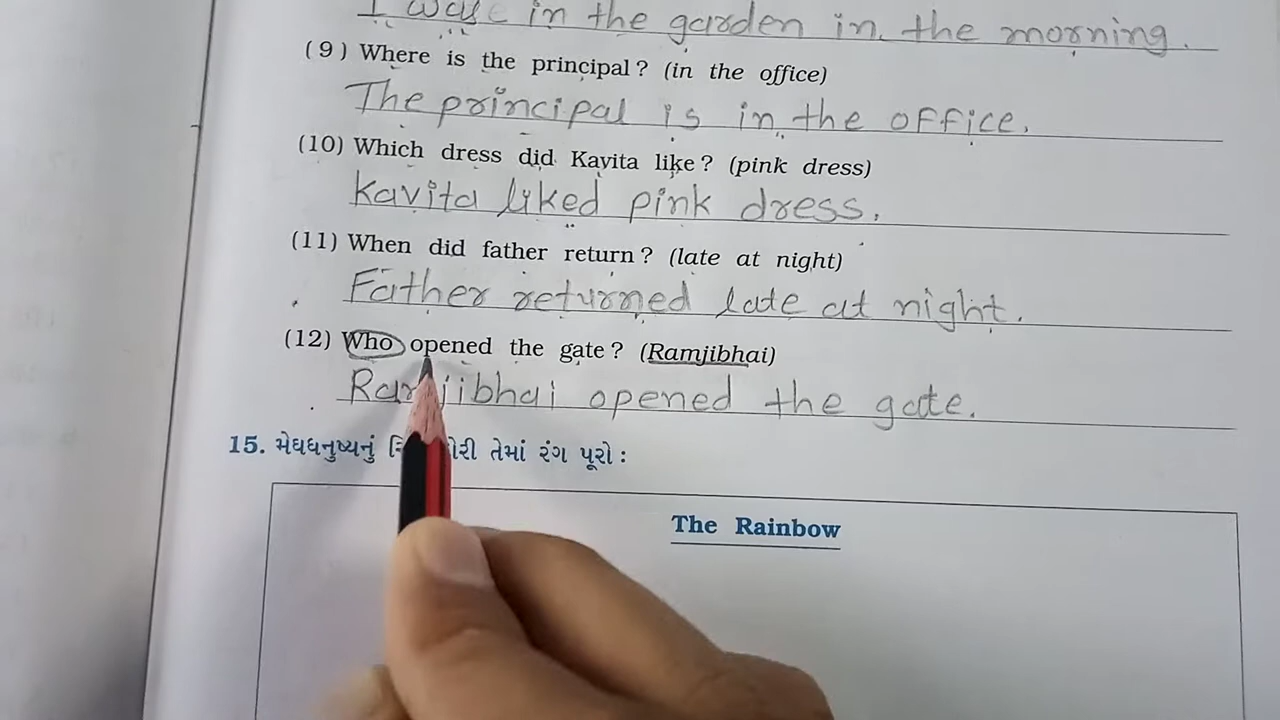 I was in the garden in the morning.
(9) Where is the principal? (in the office)
The principal is in the office.
(10) Which dress did Kavita like? (pink dress)
Kavita liked pink dress.
(11) When did father return? (late at night)
Father returned late at night.
(12) Who opened the gate? (Ramjibhai)
Ramjibhai opened the gate.
15. મેઘધનુષ્યનું દોરી તેમાં રંગ પૂરો :
The Rainbow